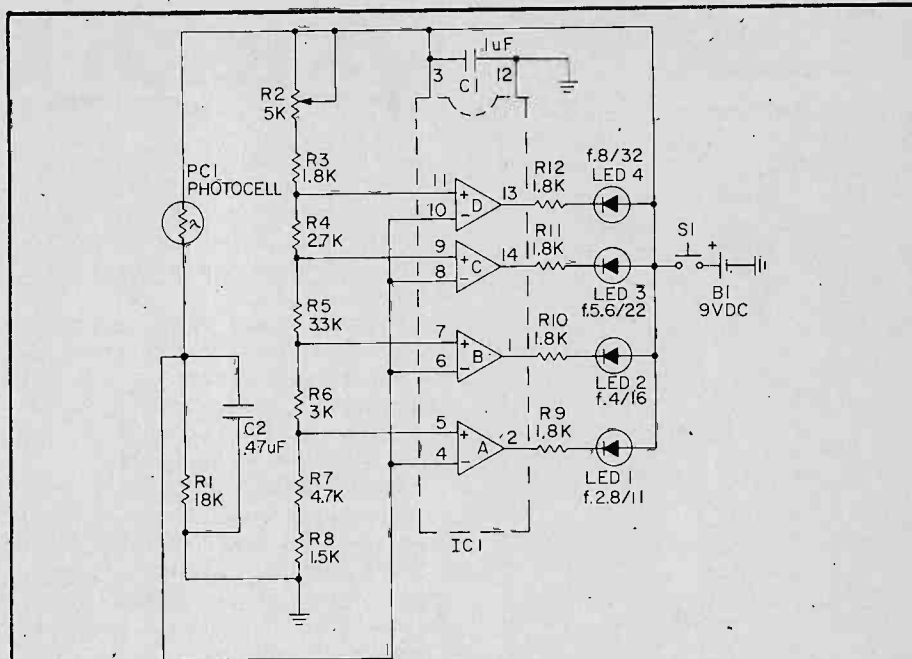 .1uF
3
C1
12
R2
5K
R3
1.8K
PC1
PHOTOCELL
λ
R4
2.7K
11
+
D
13
10
-
R12
1.8K
f.8/32
LED 4
9
+
C
14
8
-
R11
1.8K
LED 3
f.5.6/22
S1
+
B1
9VDC
R5
3.3K
7
+
B
1
6
-
R10
1.8K
LED 2
f.4/16
R6
3K
C2
.47uF
5
+
A
2
4
-
R9
1.8K
LED 1
f.2.8/11
R1
18K
R7
4.7K
R8
1.5K
IC1